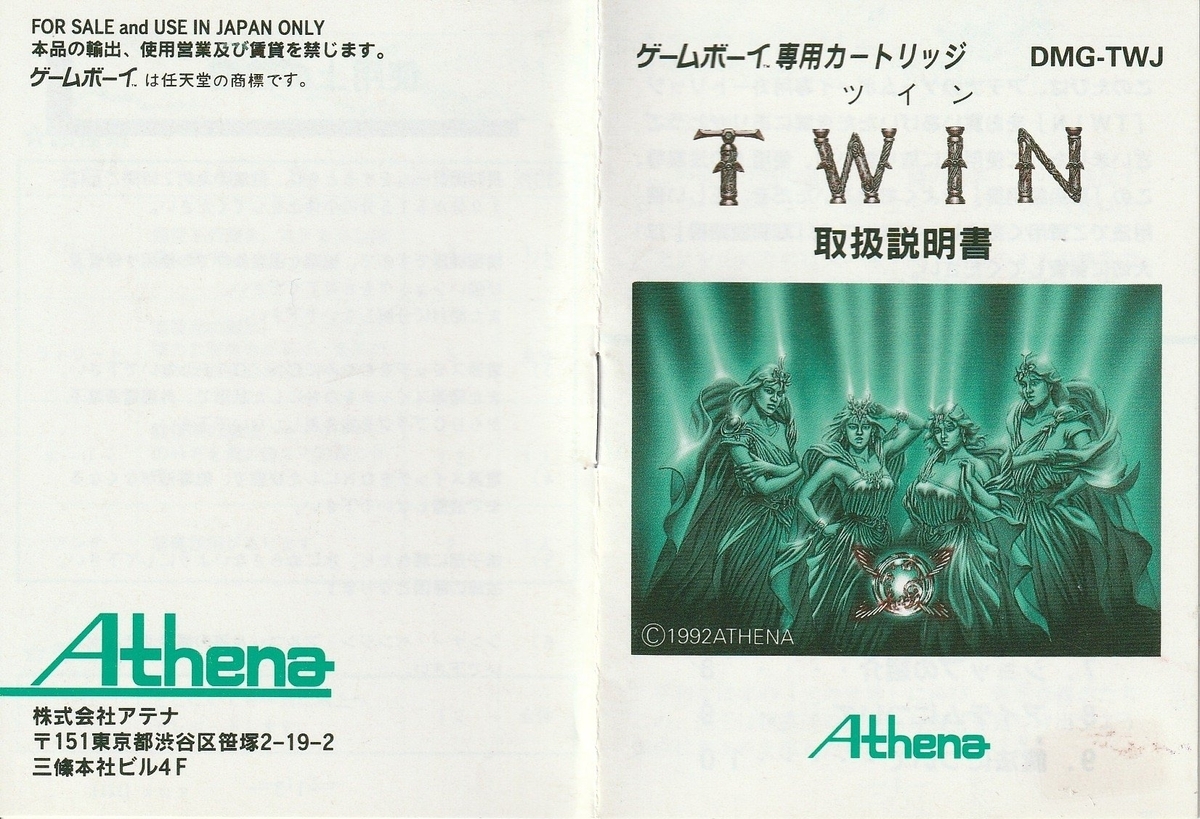 FOR SALE and USE IN JAPAN ONLY
本品の輸出、使用営業及び賃貸を禁じます。
ゲームボーイ™は任天堂の商標です。
Athena
株式会社アテナ
〒151東京都渋谷区笹塚2-19-2
三條本社ビル4F
ゲームボーイ™専用カートリッジ DMG-TWJ
ツイン
TWIN
取扱説明書
©1992ATHENA
Athena